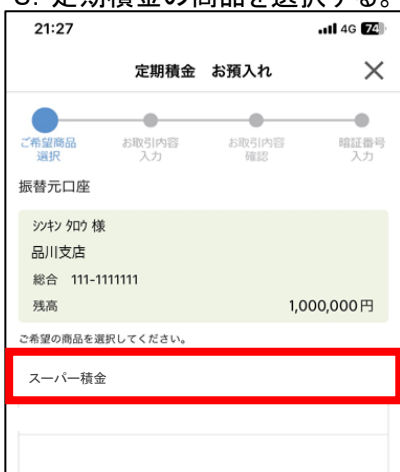 定期積金の商品を選択する。
21:27
4G 74
定期積金 お預入れ
ご希望商品 お取引内容 お取引内容 暗証番号
選択 入力 確認 入力
振替元口座
シンキン タロウ 様
品川支店
総合 111-1111111
残高 1,000,000円
ご希望の商品を選択してください。
スーパー積金